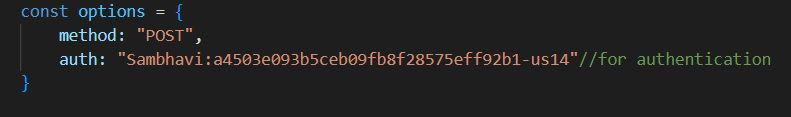 const options = {
method: "POST",
auth: "Sambhavi:a4503e093b5ceb09fb8f28575eff92b1-us14"//for authentication
}